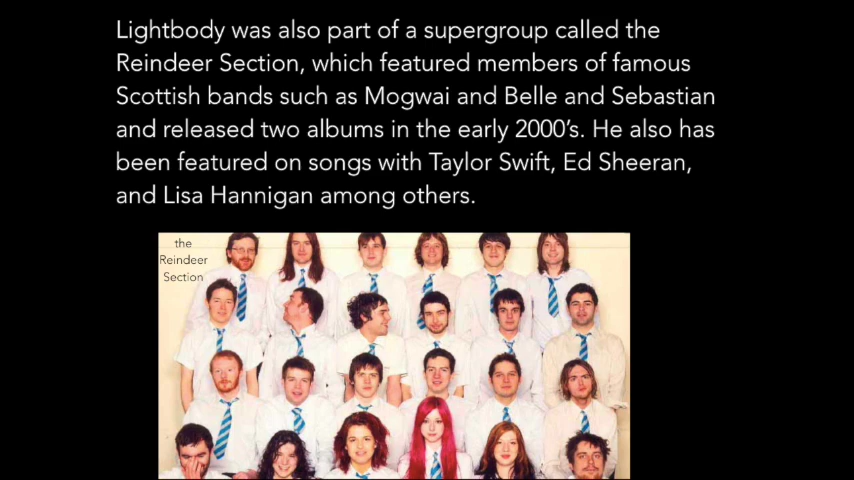 Lightbody was also part of a supergroup called the
Reindeer Section, which featured members of famous
Scottish bands such as Mogwai and Belle and Sebastian
and released two albums in the early 2000's. He also has
been featured on songs with Taylor Swift, Ed Sheeran,
and Lisa Hannigan among others.
the
Reindeer
Section